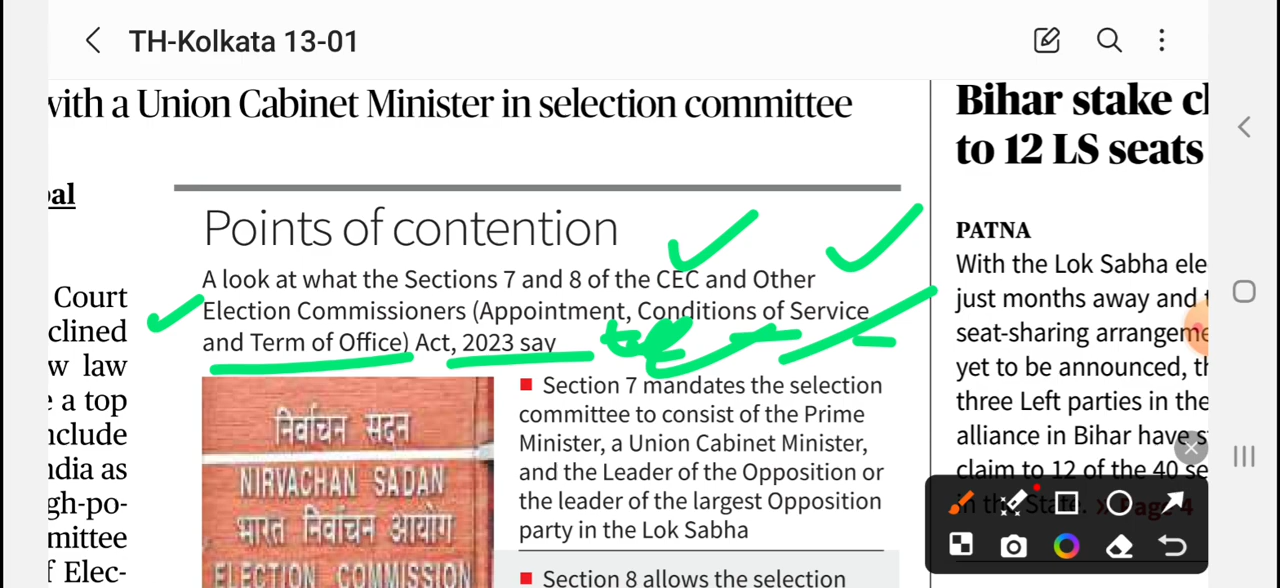 TH-Kolkata 13-01
with a Union Cabinet Minister in selection committee
Bihar stake
to 12 LS seats
Points of contention
A look at what the Sections 7 and 8 of the CEC and Other
Election Commissioners (Appointment, Conditions of Service
and Term of Office) Act, 2023 say
Court
clined
w law
a top
nclude
ndia as
gh-po-
mittee
Elec-
निर्वाचन सदन
NIRVACHAN SADAN
भारत निर्वाचन आयोग
ELECTION COMMISSION
Section 7 mandates the selection
committee to consist of the Prime
Minister, a Union Cabinet Minister,
and the Leader of the Opposition or
the leader of the largest Opposition
party in the Lok Sabha
Section 8 allows the selection
PATNA
With the Lok Sabha ele
just months away and
seat-sharing arrangeme
yet to be announced, th
three Left parties in the
alliance in Bihar have s
claim to 12 of the 40 se
in the State. » Page 4